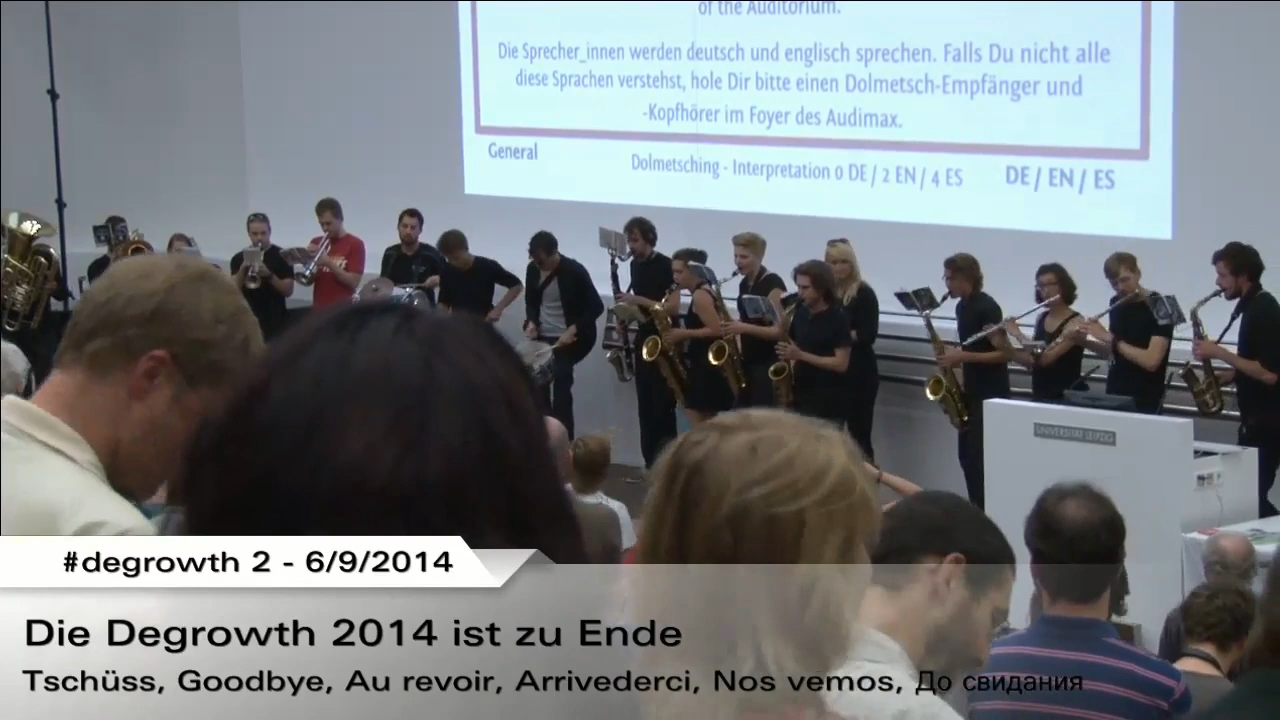 of the Auditorium.
Die Sprecher_innen werden deutsch und englisch sprechen. Falls Du nicht alle
diese Sprachen verstehst, hole Dir bitte einen Dolmetsch-Empfänger und
-Kopfhörer im Foyer des Audimax.
General
Dolmetsching - Interpretation 0 DE / 2 EN / 4 ES
DE / EN / ES
UNIVERSITÄT LEIPZIG
#degrowth 2 - 6/9/2014
Die Degrowth 2014 ist zu Ende
Tschüss, Goodbye, Au revoir, Arrivederci, Nos vemos, До свидания